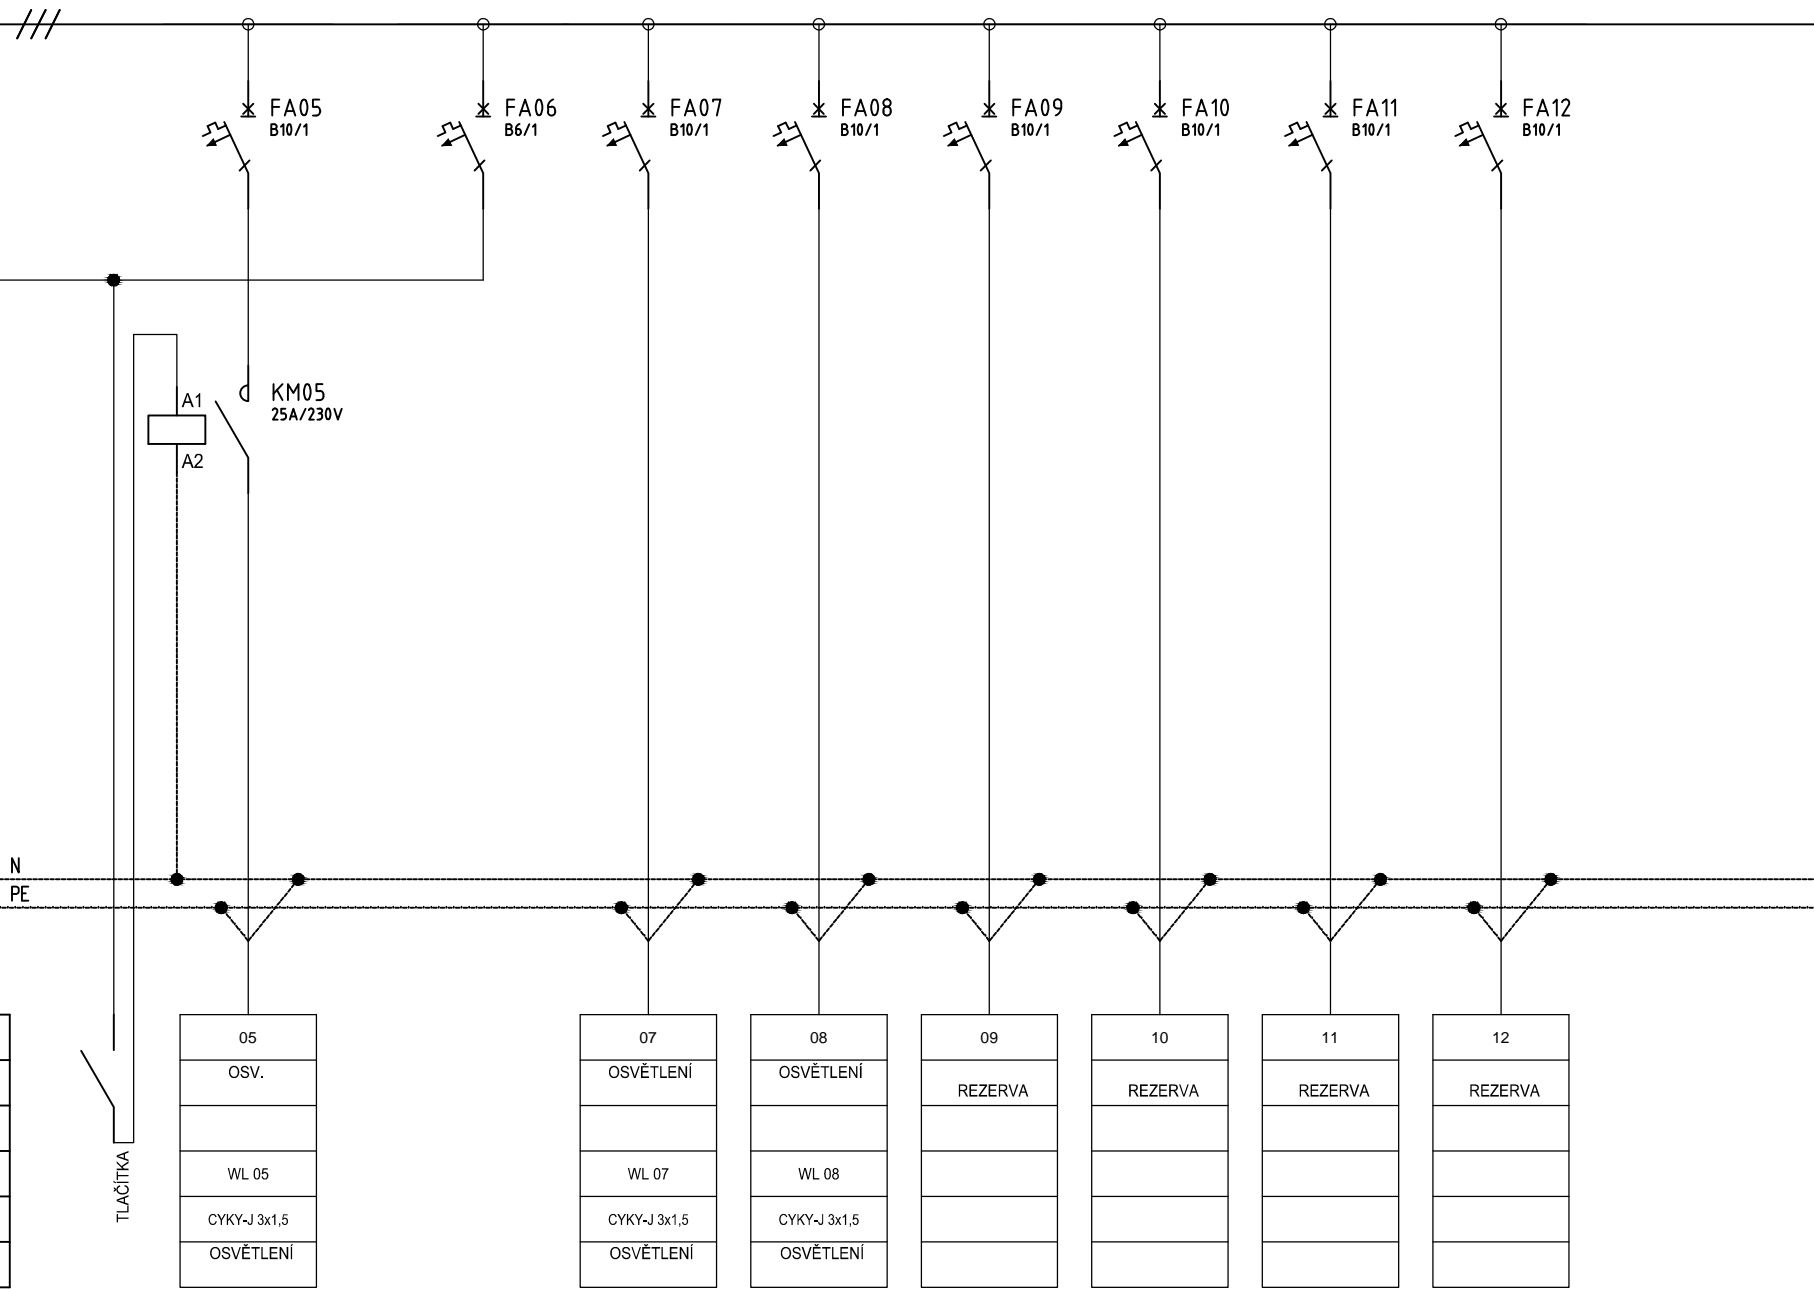 FA05
B10/1
FA06
B6/1
FA07
B10/1
FA08
B10/1
FA09
B10/1
FA10
B10/1
FA11
B10/1
FA12
B10/1
A1
A2
KM05
25A/230V
N
PE
TLAČÍTKA
05
OSV.
WL 05
CYKY-J 3x1,5
OSVĚTLENÍ
07
OSVĚTLENÍ
WL 07
CYKY-J 3x1,5
OSVĚTLENÍ
08
OSVĚTLENÍ
WL 08
CYKY-J 3x1,5
OSVĚTLENÍ
09
REZERVA
10
REZERVA
11
REZERVA
12
REZERVA